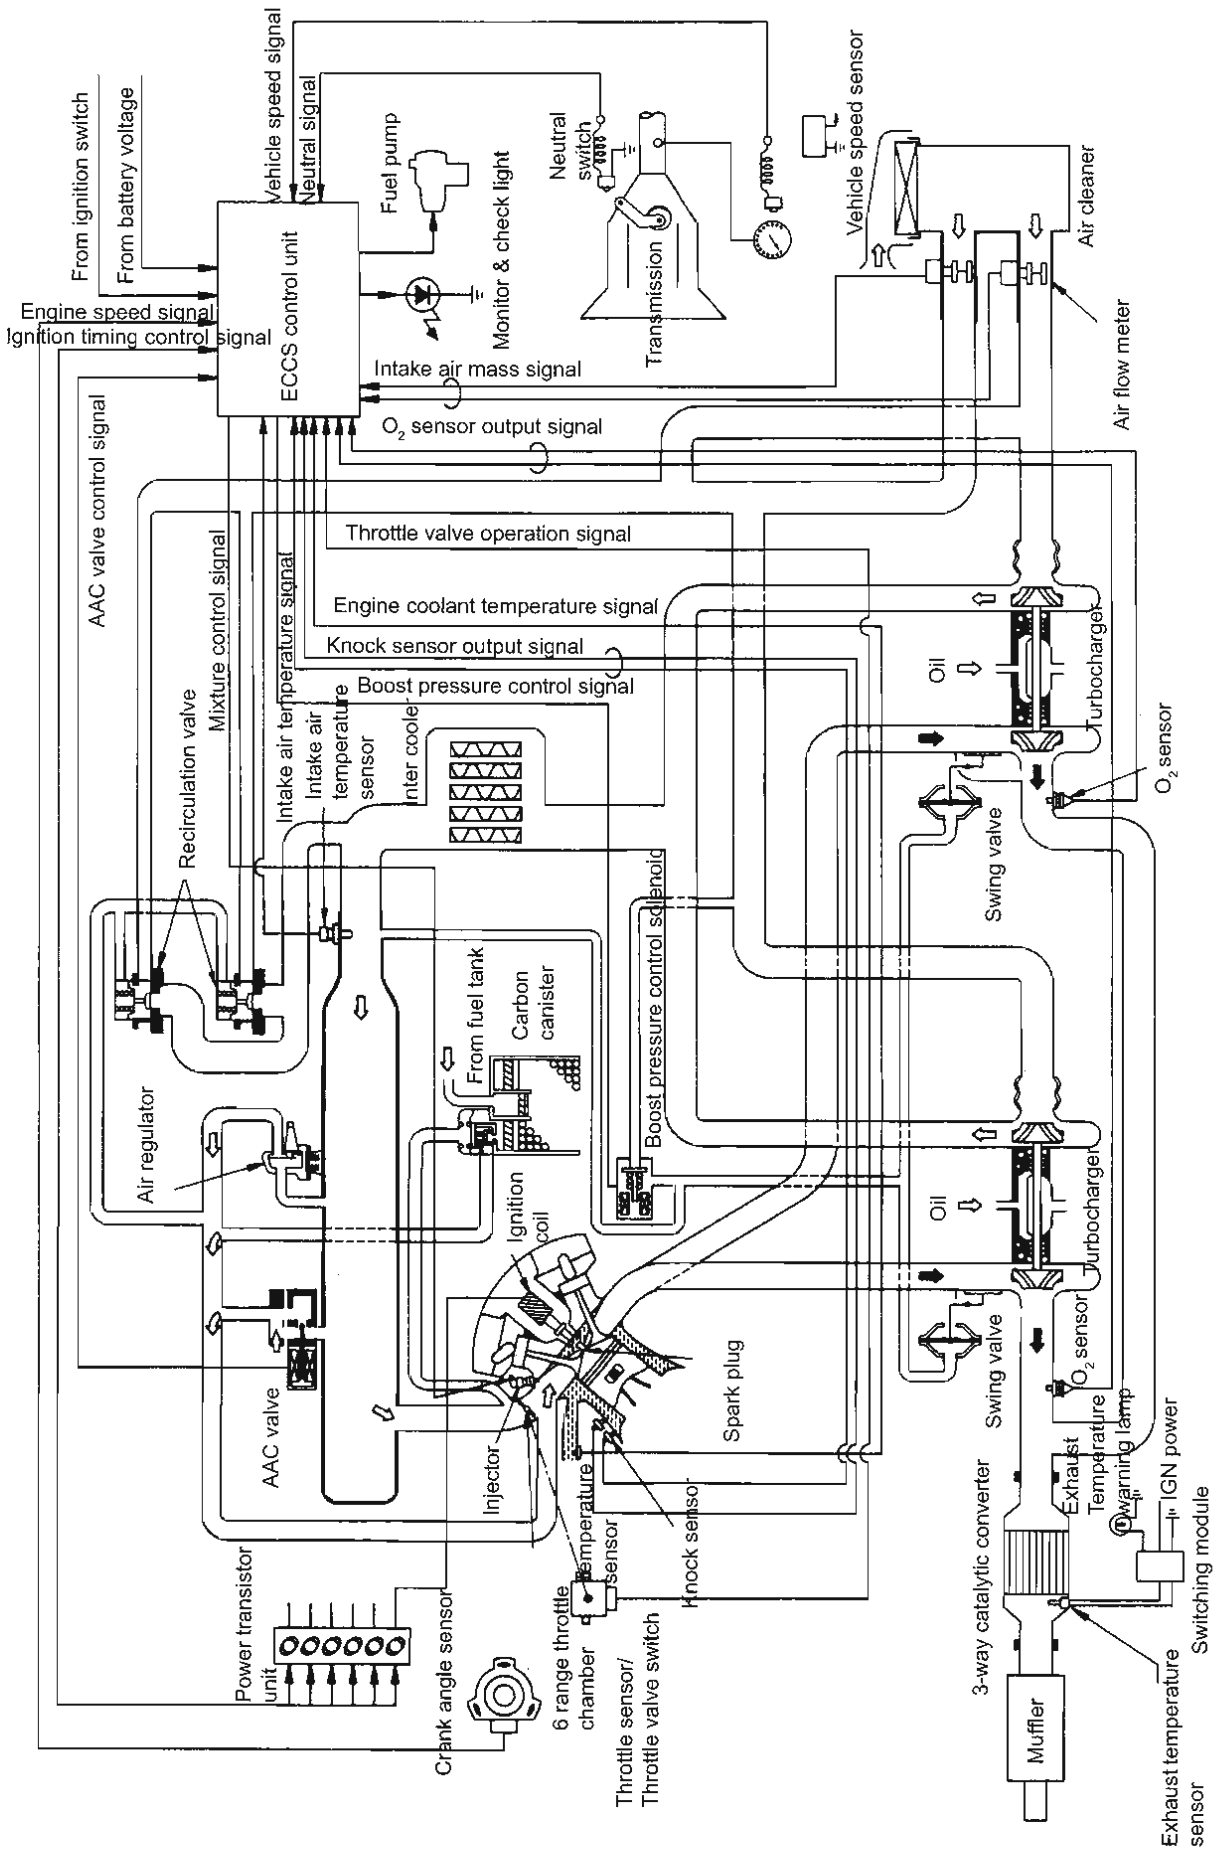 From ignition switch
From battery voltage
Engine speed signal
Ignition timing control signal
AAC valve control signal
Vehicle speed signal
Neutral signal
ECCS control unit
Fuel pump
Monitor & check light
Neutral
switch
Transmission
Vehicle speed sensor
Air cleaner
Air flow meter
Intake air mass signal
O2 sensor output signal
Throttle valve operation signal
Engine coolant temperature signal
Knock sensor output signal
Boost pressure control signal
Mixture control signal
Intake air temperature signal
Recirculation valve
Intake air
temperature
sensor
Inter cooler
Oil
Turbocharger
O2 sensor
Swing valve
Boost pressure control solenoid
From fuel tank
Carbon
canister
Air regulator
Ignition
coil
AAC valve
Injector
Spark plug
Oil
Turbocharger
Swing valve
O2 sensor
Power transistor
unit
Crank angle sensor
6 range throttle
chamber
Throttle sensor/
Throttle valve switch
Temperature
sensor
Knock sensor
3-way catalytic converter
Exhaust
Temperature
warning lamp
IGN power
Switching module
Muffler
Exhaust temperature
sensor